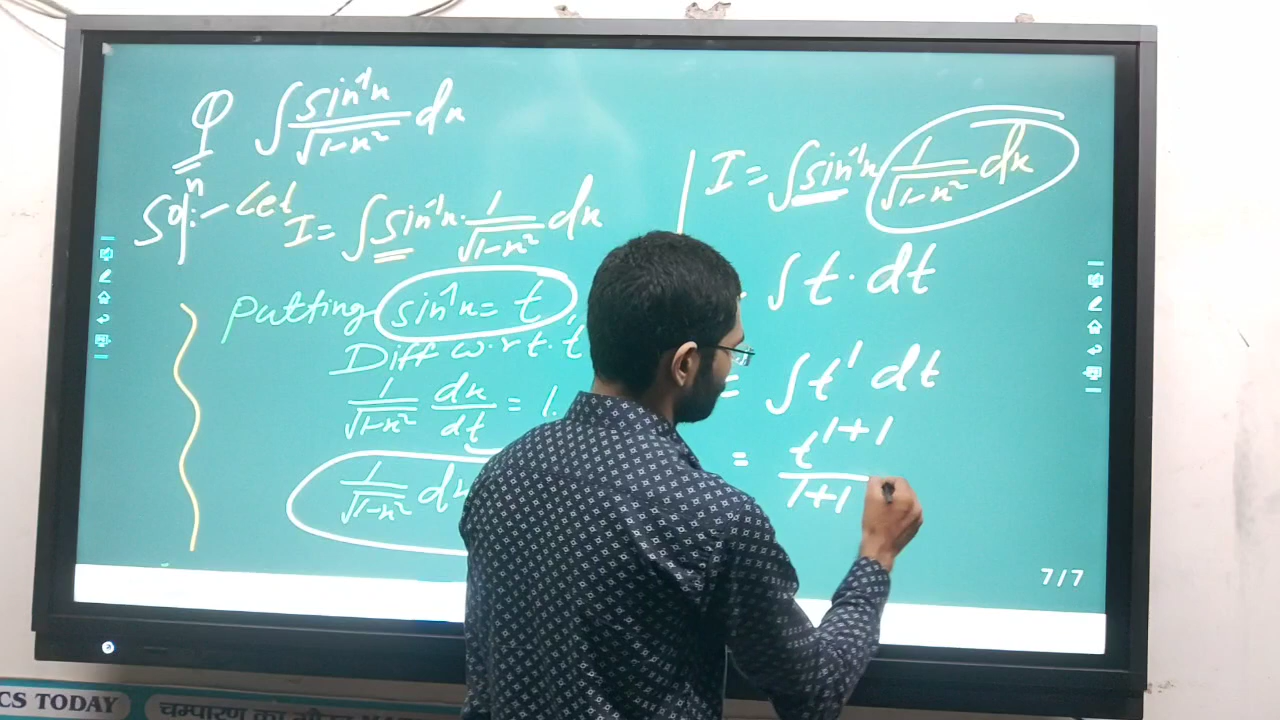 Q ∫ sin⁻¹x / √1-x² dx
Solⁿ:- Let
I = ∫ sin⁻¹x · 1/√1-x² dx
Putting sin⁻¹x = t
Diff w.r.t. 't'
1/√1-x² dx/dt = 1.
1/√1-x² dx
I = ∫ sin⁻¹x 1/√1-x² dx
∫ t · dt
= ∫ t¹ dt
= t¹⁺¹ / 1+1
7/7
CS TODAY
चम्पारण का गौरव